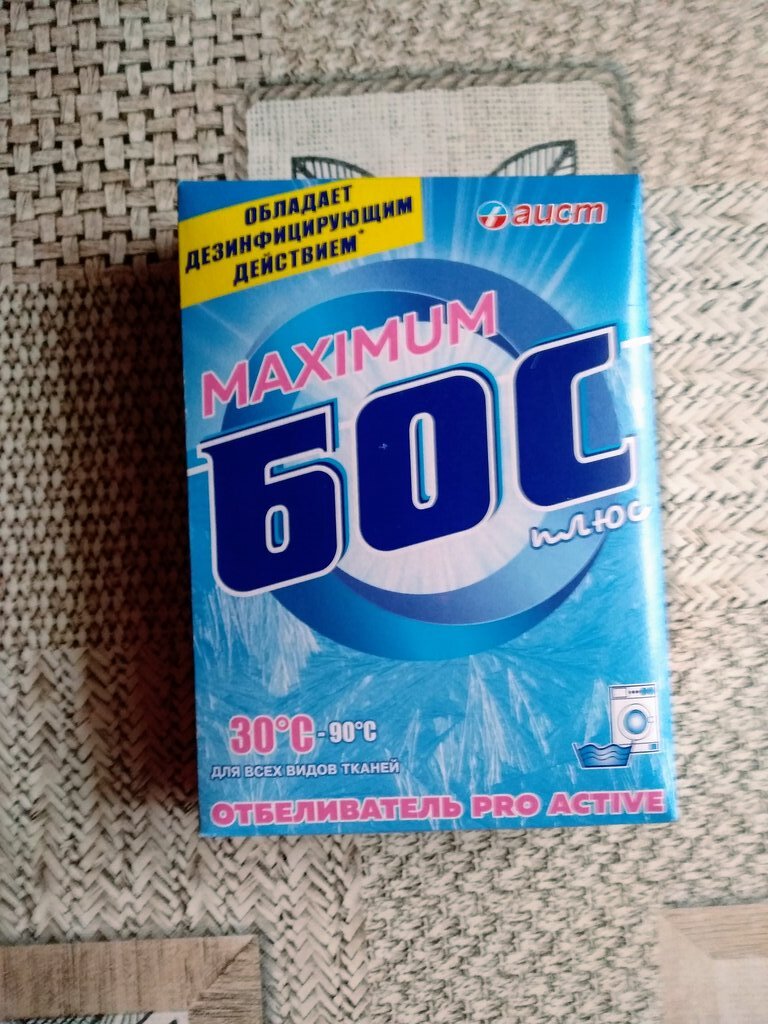 ОБЛАДАЕТ
ДЕЗИНФИЦИРУЮЩИМ
ДЕЙСТВИЕМ*
аист
MAXIMUM
БОС
плюс
30°C - 90°C
ДЛЯ ВСЕХ ВИДОВ ТКАНЕЙ
ОТБЕЛИВАТЕЛЬ PRO ACTIVE